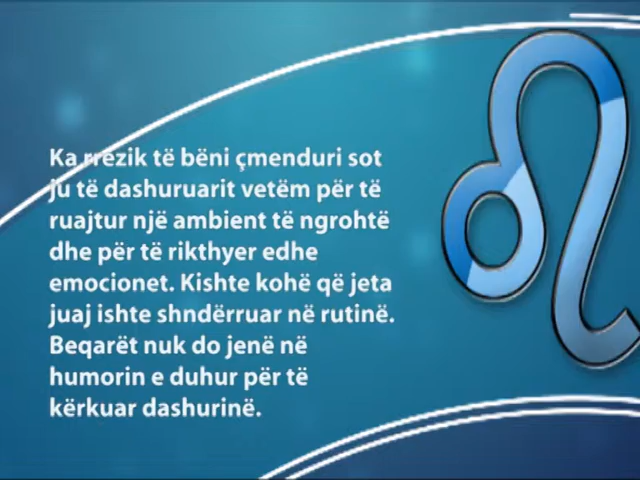 Ka rrezik të bëni çmenduri sot
ju të dashuruarit vetëm për të
ruajtur një ambient të ngrohtë
dhe për të rikthyer edhe
emocionet. Kishte kohë që jeta
juaj ishte shndërruar në rutinë.
Beqarët nuk do jenë në
humorin e duhur për të
kërkuar dashurinë.